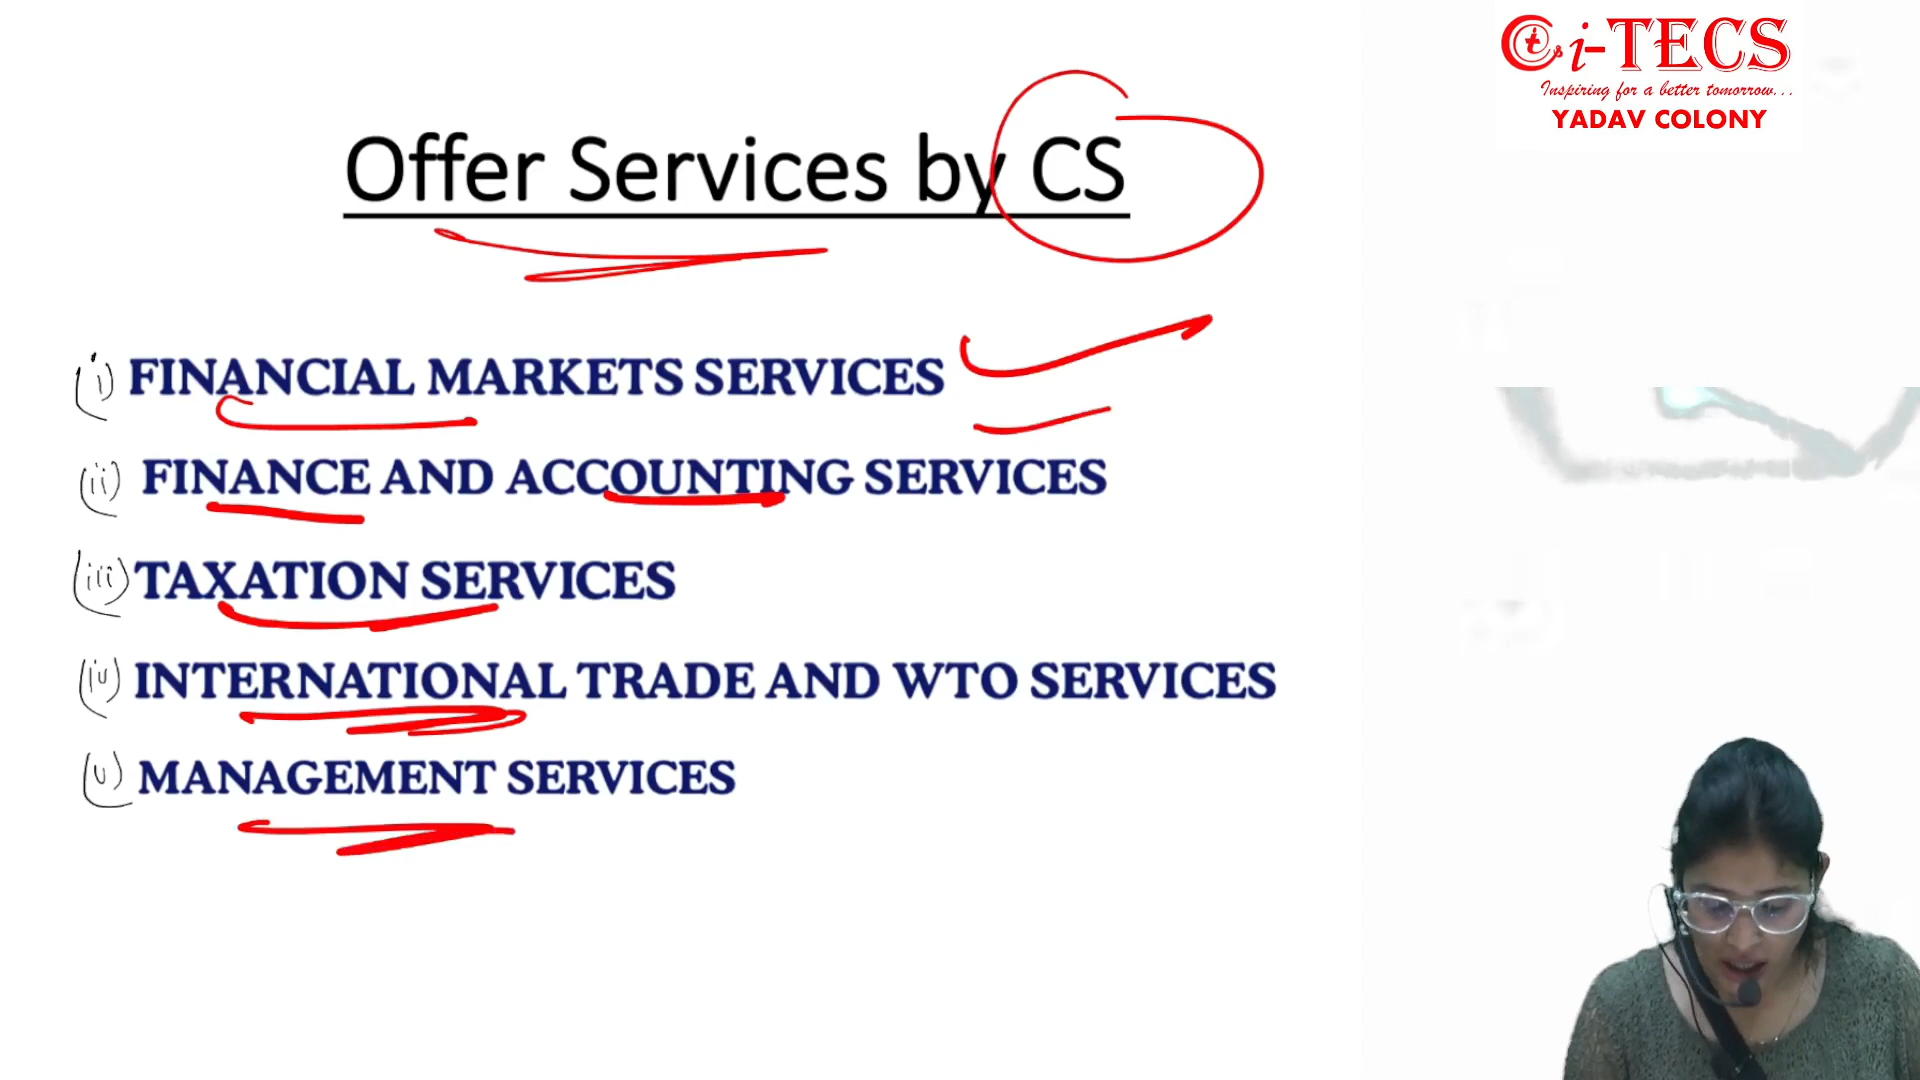 i-TECS
Inspiring for a better tomorrow...
YADAV COLONY
Offer Services by CS
(i) FINANCIAL MARKETS SERVICES
(ii) FINANCE AND ACCOUNTING SERVICES
(iii) TAXATION SERVICES
(iv) INTERNATIONAL TRADE AND WTO SERVICES
(v) MANAGEMENT SERVICES